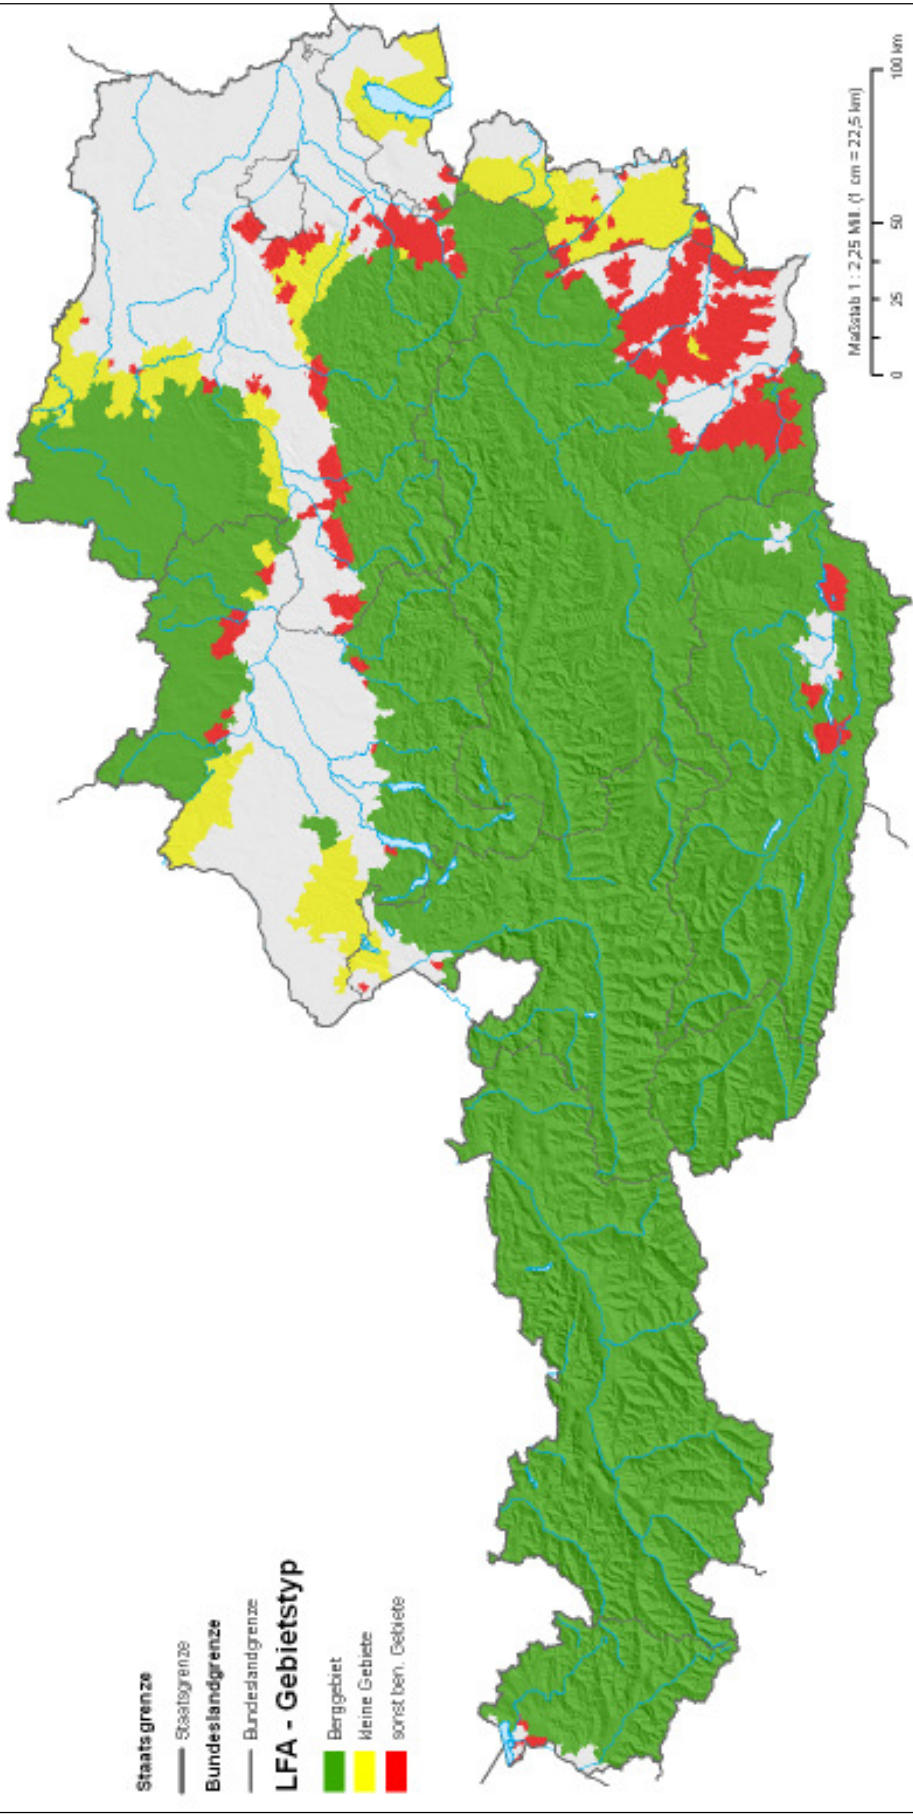 Staatsgrenze
Staatsgrenze
Bundeslandgrenze
Bundeslandgrenze
LFA - Gebietstyp
Berggebiet
kleine Gebiete
sonst ben. Gebiete
Maßstab 1 : 2,25 Mill. (1 cm = 22,5 km)
0 25 50 100 km